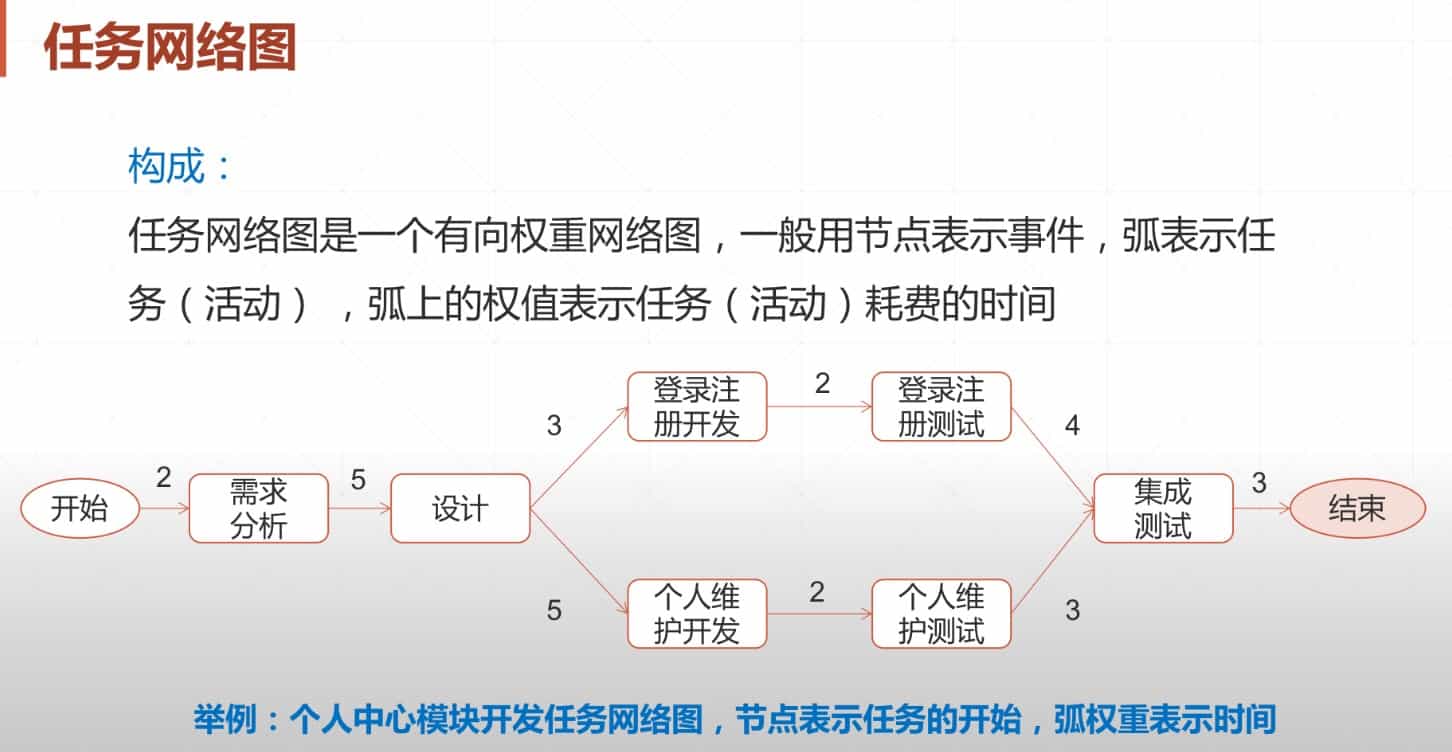 任务网络图
构成：
任务网络图是一个有向权重网络图，一般用节点表示事件，弧表示任
务（活动），弧上的权值表示任务（活动）耗费的时间
开始
2
需求
分析
5
设计
3
登录注
册开发
2
登录注
册测试
4
5
个人维
护开发
2
个人维
护测试
3
集成
测试
3
结束
举例：个人中心模块开发任务网络图，节点表示任务的开始，弧权重表示时间